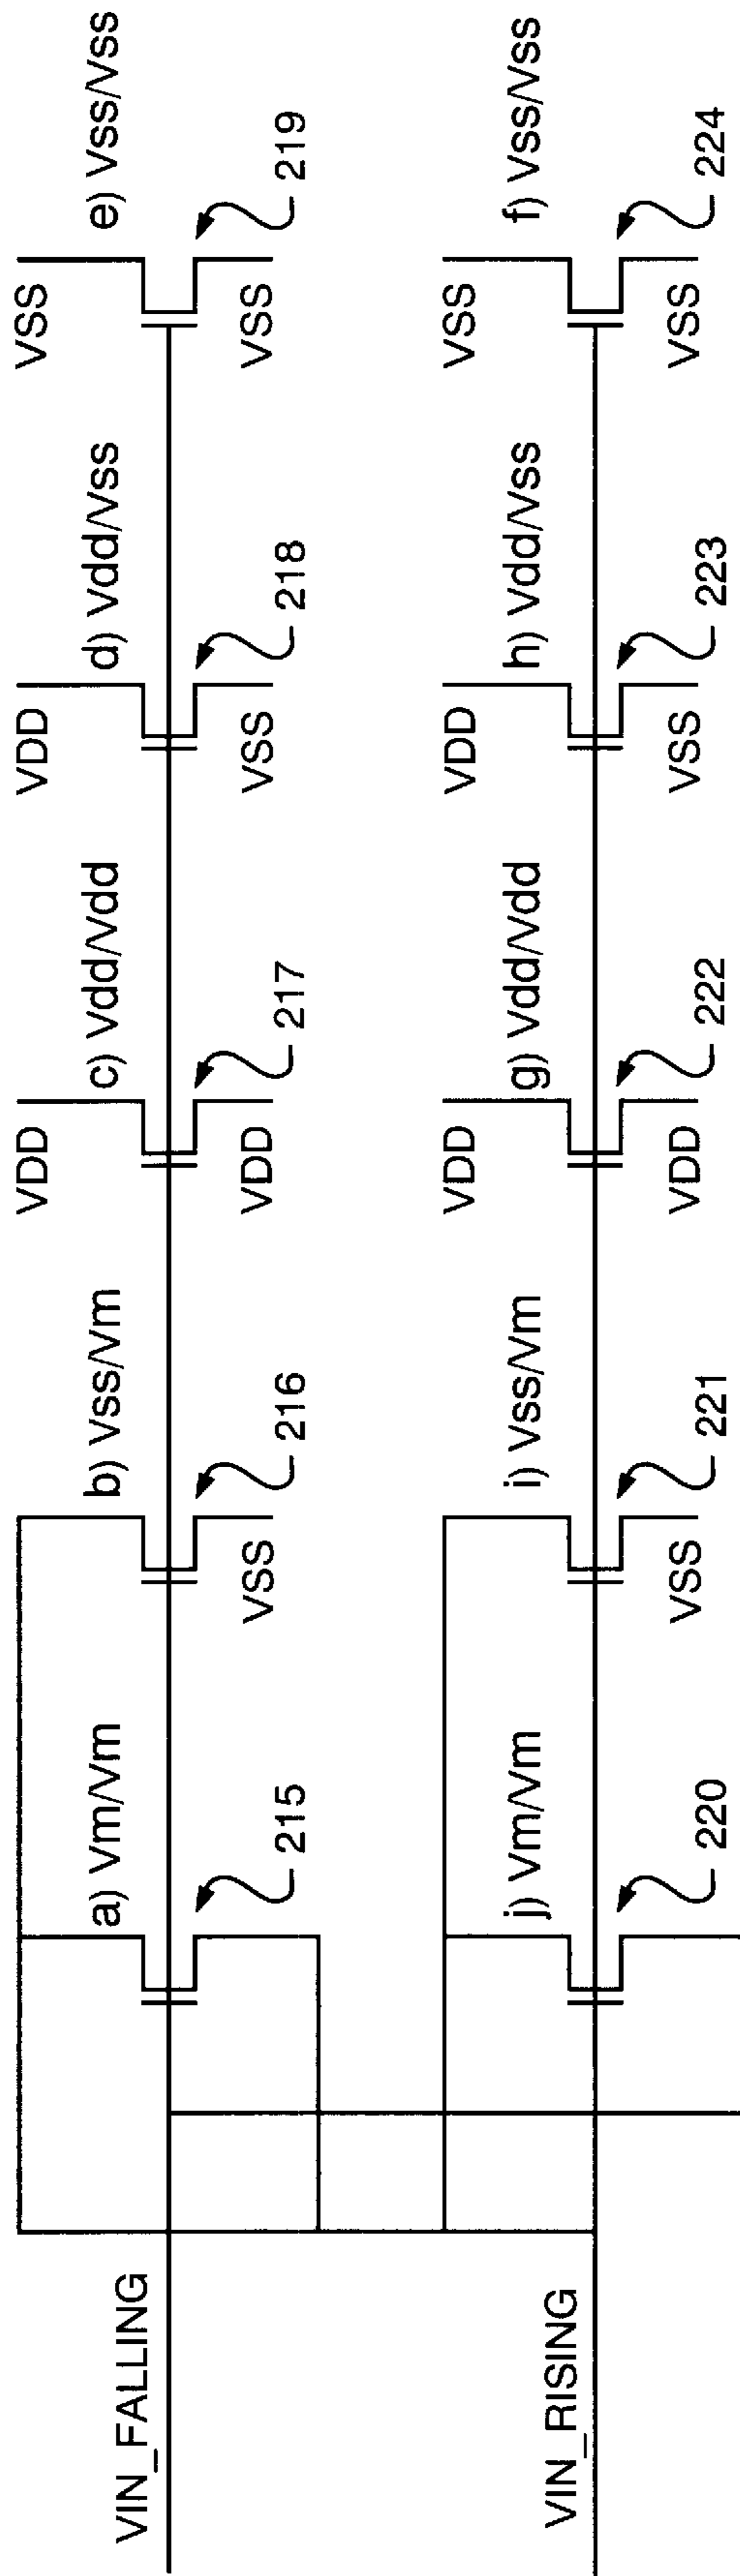 a) Vm/Vm
b) Vss/Vm
c) Vdd/Vdd
d) Vdd/Vss
e) Vss/Vss
VDD
VDD
VSS
215
216
217
218
219
VSS
VDD
VSS
VSS
VIN_FALLING
j) Vm/Vm
i) Vss/Vm
g) Vdd/Vdd
h) Vdd/Vss
f) Vss/Vss
VDD
VDD
VSS
220
221
222
223
224
VSS
VDD
VSS
VSS
VIN_RISING